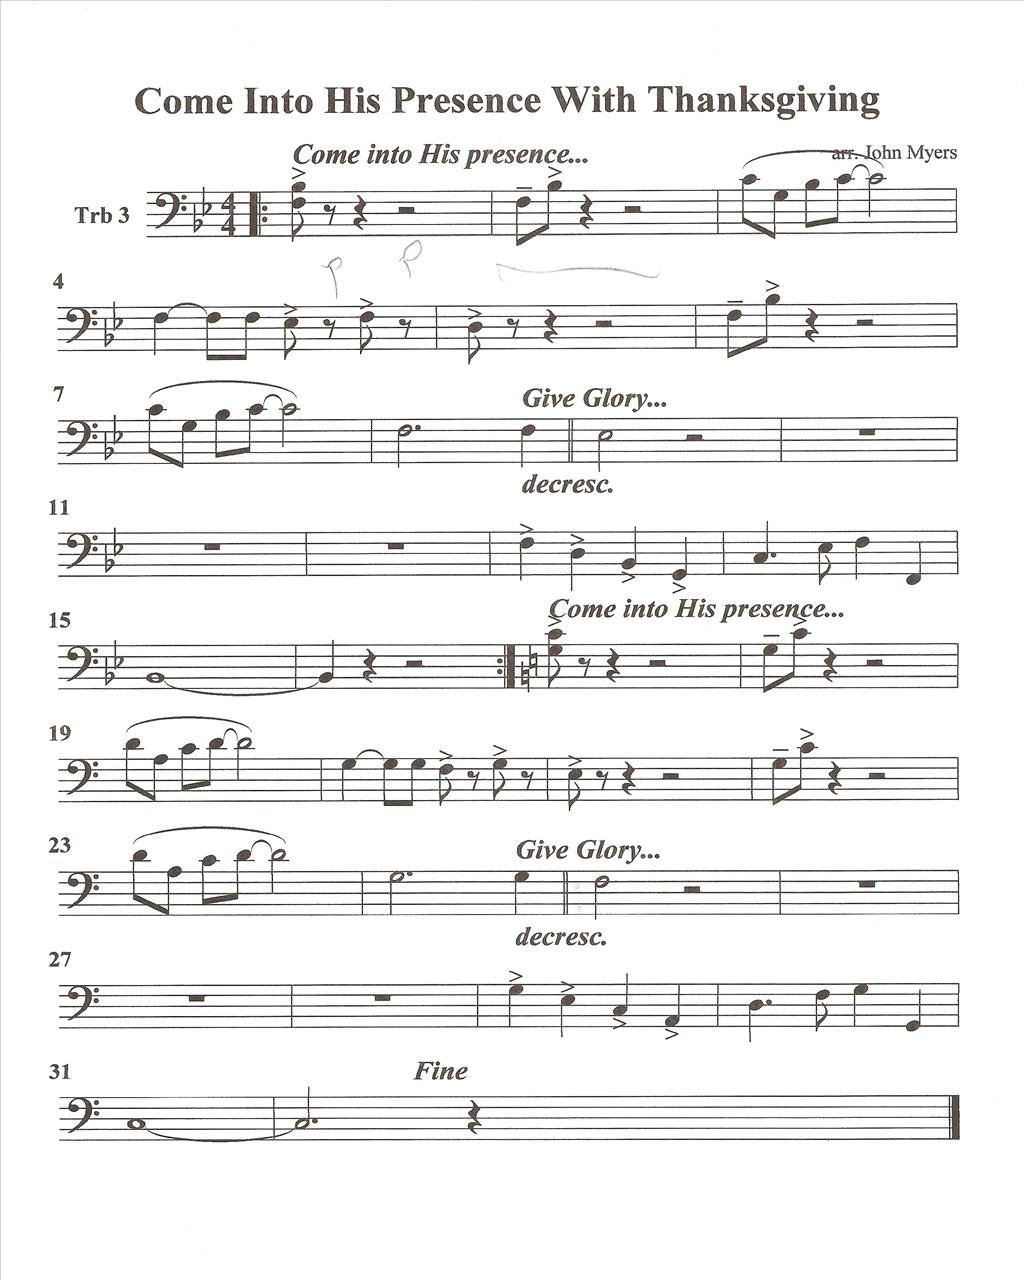 Come Into His Presence With Thanksgiving
Come into His presence...
arr. John Myers
Trb 3
4
4
4
7
Give Glory...
decresc.
11
15
Come into His presence...
19
23
Give Glory...
decresc.
27
31
Fine